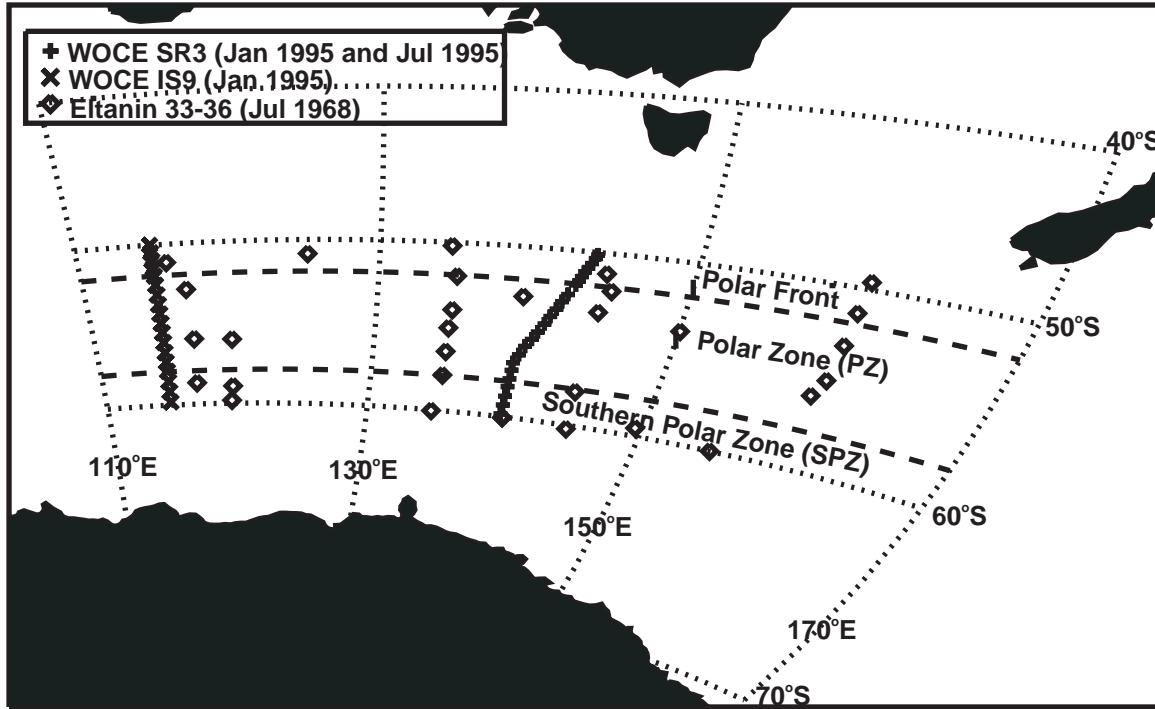 WOCE SR3 (Jan 1995 and Jul 1995)
WOCE IS9 (Jan 1995)
Eltanin 33-36 (Jul 1968)
40°S
Polar Front
50°S
Polar Zone (PZ)
Southern Polar Zone (SPZ)
110°E
130°E
60°S
150°E
170°E
70°S